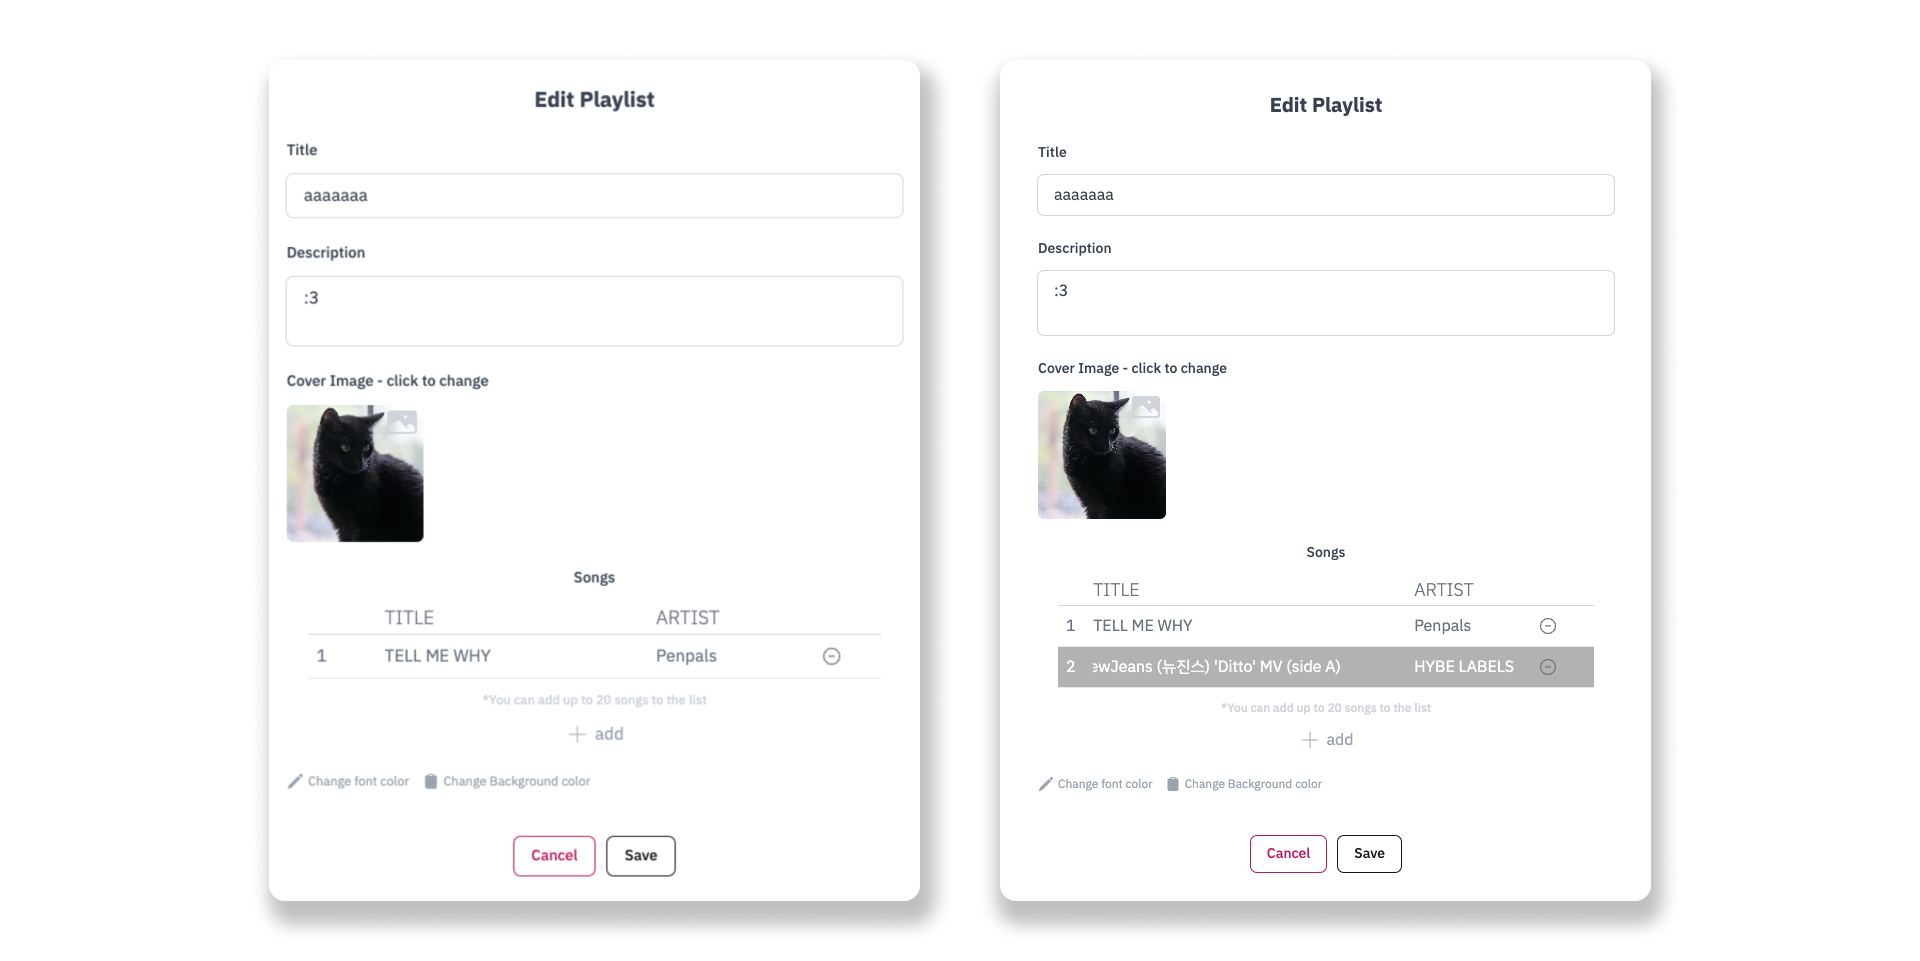 Edit Playlist
Title
aaaaaaa
Description
:3
Cover Image - click to change
Songs
TITLE ARTIST
1 TELL ME WHY Penpals
*You can add up to 20 songs to the list
add
Change font color Change Background color
Cancel Save
Edit Playlist
Title
aaaaaaa
Description
:3
Cover Image - click to change
Songs
TITLE ARTIST
1 TELL ME WHY Penpals
2 ewJeans (뉴진스) 'Ditto' MV (side A) HYBE LABELS
*You can add up to 20 songs to the list
add
Change font color Change Background color
Cancel Save